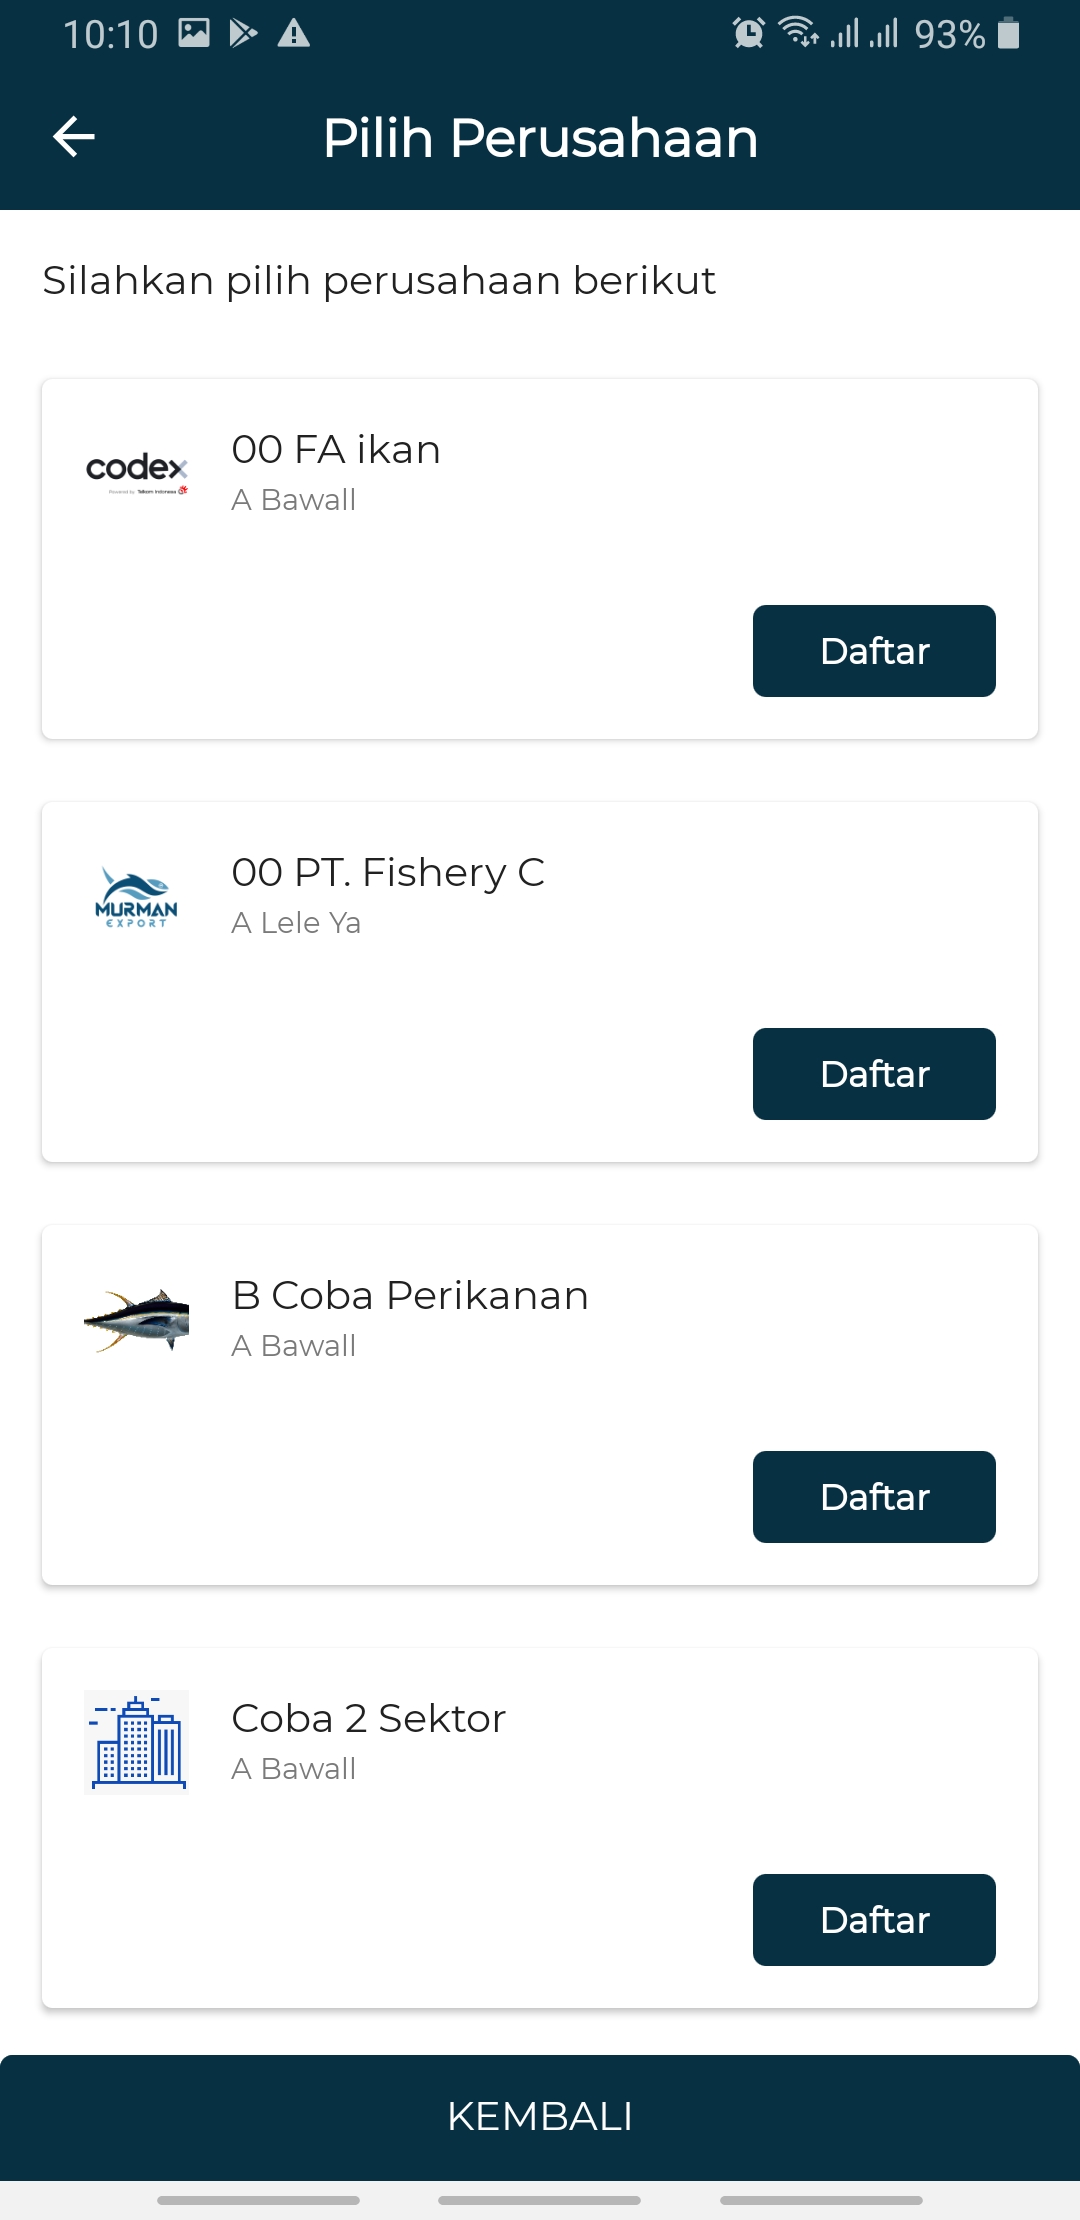 10:10
93%
Pilih Perusahaan
Silahkan pilih perusahaan berikut
codex
Powered by Telkom Indonesia
00 FA ikan
A Bawall
Daftar
MURMAN
EXPORT
00 PT. Fishery C
A Lele Ya
Daftar
B Coba Perikanan
A Bawall
Daftar
Coba 2 Sektor
A Bawall
Daftar
KEMBALI